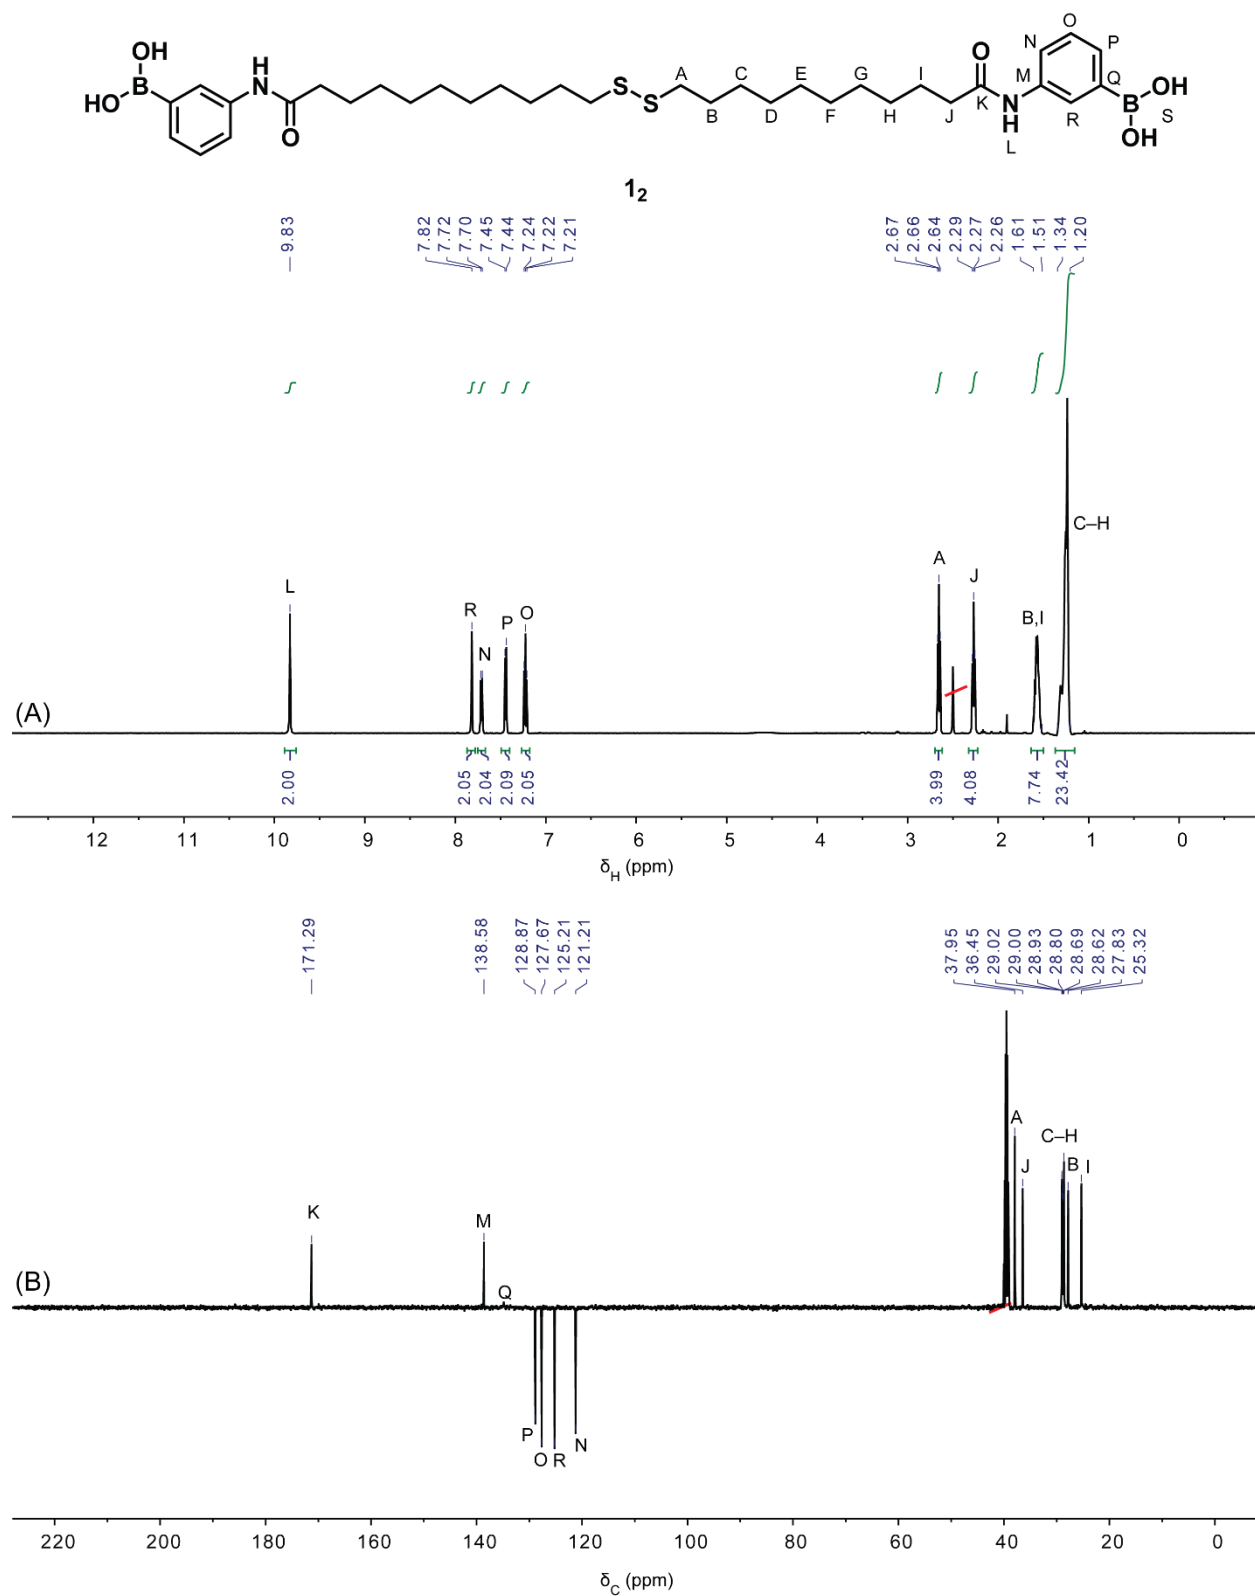 OH
HO B
H
N
O
S
S
A C E G I
B D F H J
O
K
N
H
L
M
N
O
P
Q
R
B
OH
OH
S
1₂
9.83
7.82
7.72
7.70
7.45
7.44
7.24
7.22
7.21
2.67
2.66
2.64
2.29
2.27
2.26
1.61
1.51
1.34
1.20
L
R
N
P
O
A
J
B,I
C–H
(A)
2.00
2.05
2.04
2.09
2.05
3.99
4.08
7.74
23.42
12 11 10 9 8 7 6 5 4 3 2 1 0
δH (ppm)
171.29
138.58
128.87
127.67
125.21
121.21
37.95
36.45
29.02
29.00
28.93
28.80
28.69
28.62
27.83
25.32
K
M
Q
A
J
C–H
B
I
(B)
P
O
R
N
220 200 180 160 140 120 100 80 60 40 20 0
δC (ppm)